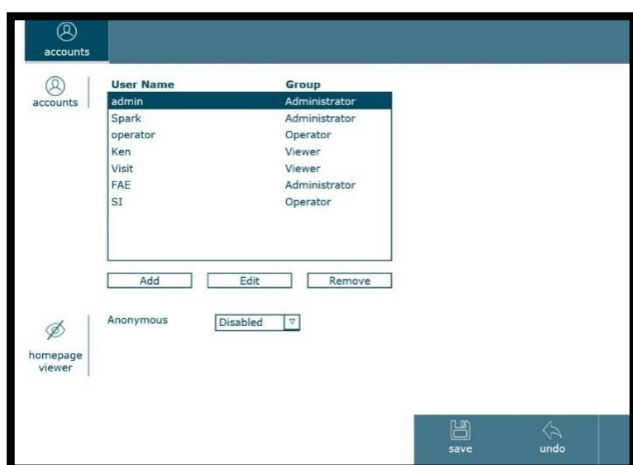 accounts
accounts
User Name Group
admin Administrator
Spark Administrator
operator Operator
Ken Viewer
Visit Viewer
FAE Administrator
SI Operator
Add Edit Remove
Anonymous Disabled
homepage
viewer
save undo